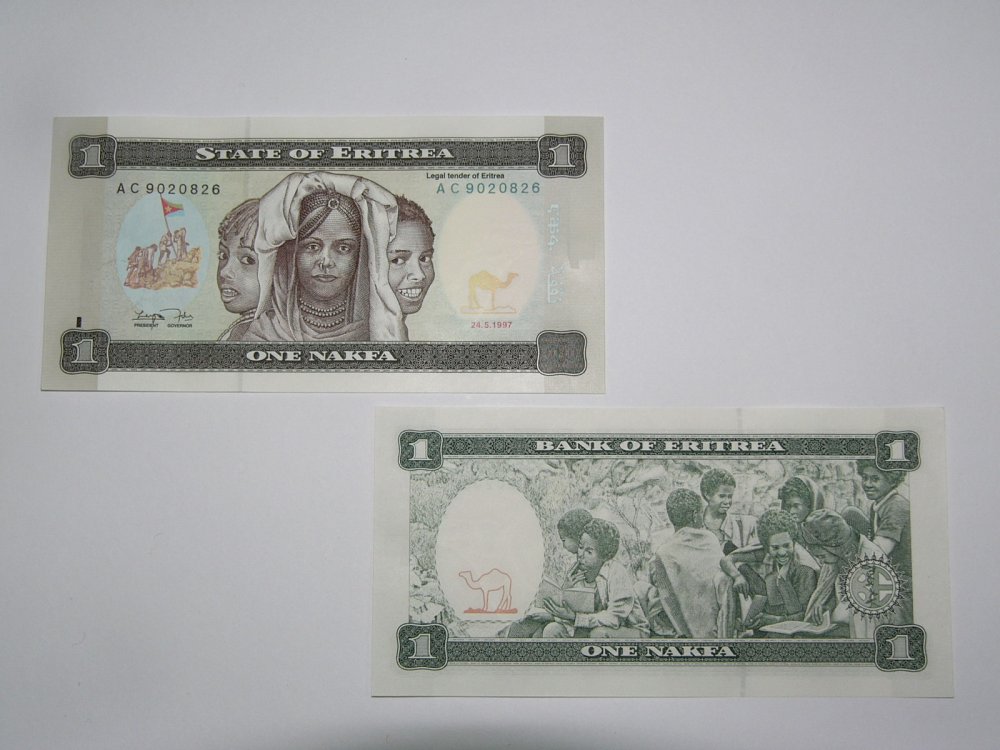 1 STATE OF ERITREA 1
Legal tender of Eritrea
AC 9020826 AC 9020826
24.5.1997
PRESIDENT GOVERNOR
1 ONE NAKFA
1 BANK OF ERITREA 1
1 ONE NAKFA 1